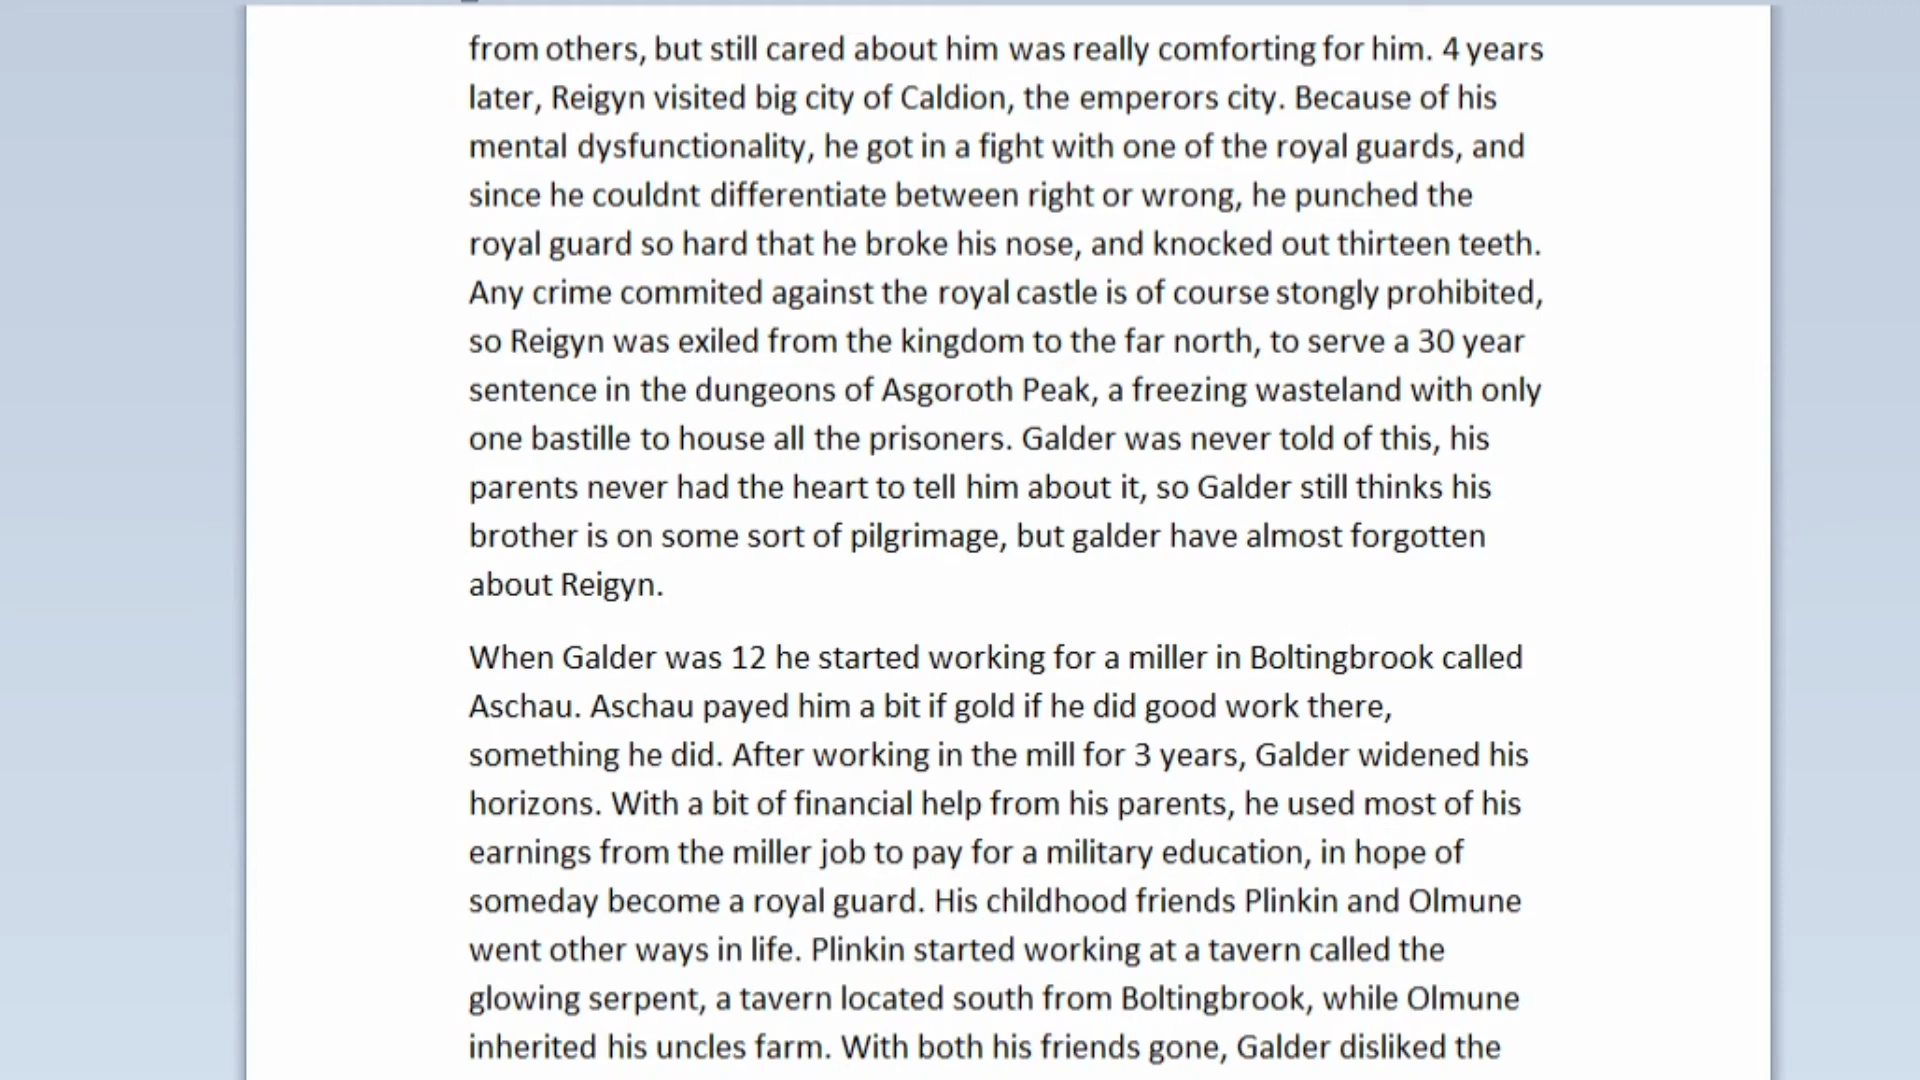 from others, but still cared about him was really comforting for him. 4 years
later, Reigyn visited big city of Caldion, the emperors city. Because of his
mental dysfunctionality, he got in a fight with one of the royal guards, and
since he couldnt differentiate between right or wrong, he punched the
royal guard so hard that he broke his nose, and knocked out thirteen teeth.
Any crime commited against the royal castle is of course stongly prohibited,
so Reigyn was exiled from the kingdom to the far north, to serve a 30 year
sentence in the dungeons of Asgoroth Peak, a freezing wasteland with only
one bastille to house all the prisoners. Galder was never told of this, his
parents never had the heart to tell him about it, so Galder still thinks his
brother is on some sort of pilgrimage, but galder have almost forgotten
about Reigyn.
When Galder was 12 he started working for a miller in Boltingbrook called
Aschau. Aschau payed him a bit if gold if he did good work there,
something he did. After working in the mill for 3 years, Galder widened his
horizons. With a bit of financial help from his parents, he used most of his
earnings from the miller job to pay for a military education, in hope of
someday become a royal guard. His childhood friends Plinkin and Olmune
went other ways in life. Plinkin started working at a tavern called the
glowing serpent, a tavern located south from Boltingbrook, while Olmune
inherited his uncles farm. With both his friends gone, Galder disliked the